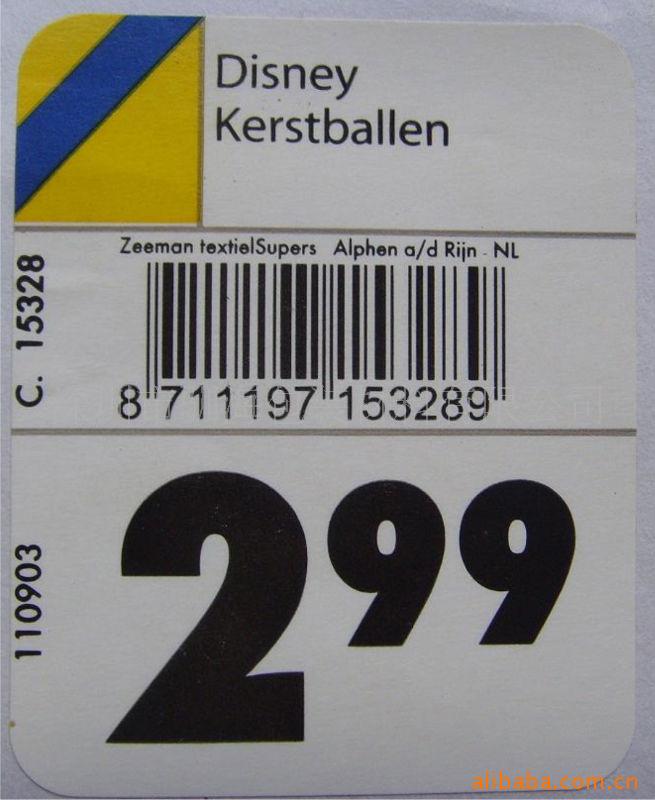 Disney
Kerstballen
Zeeman textielSupers Alphen a/d Rijn - NL
C. 15328
8 711197 153289
110903
2 99
alibaba.com.cn